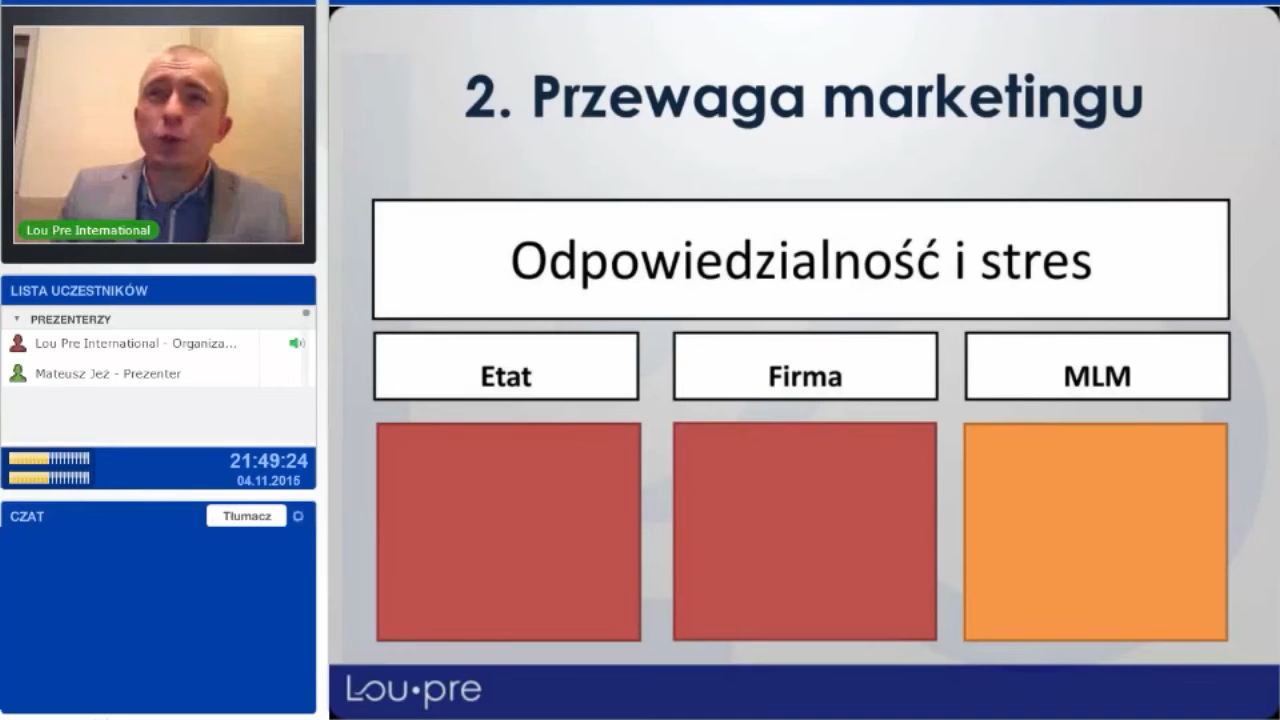 Lou Pre International
LISTA UCZESTNIKÓW
PREZENTERZY
Lou Pre International - Organiza...
Mateusz Jeż - Prezenter
21:49:24
04.11.2015
CZAT
Tłumacz
2. Przewaga marketingu
Odpowiedzialność i stres
Etat
Firma
MLM
Lou•pre